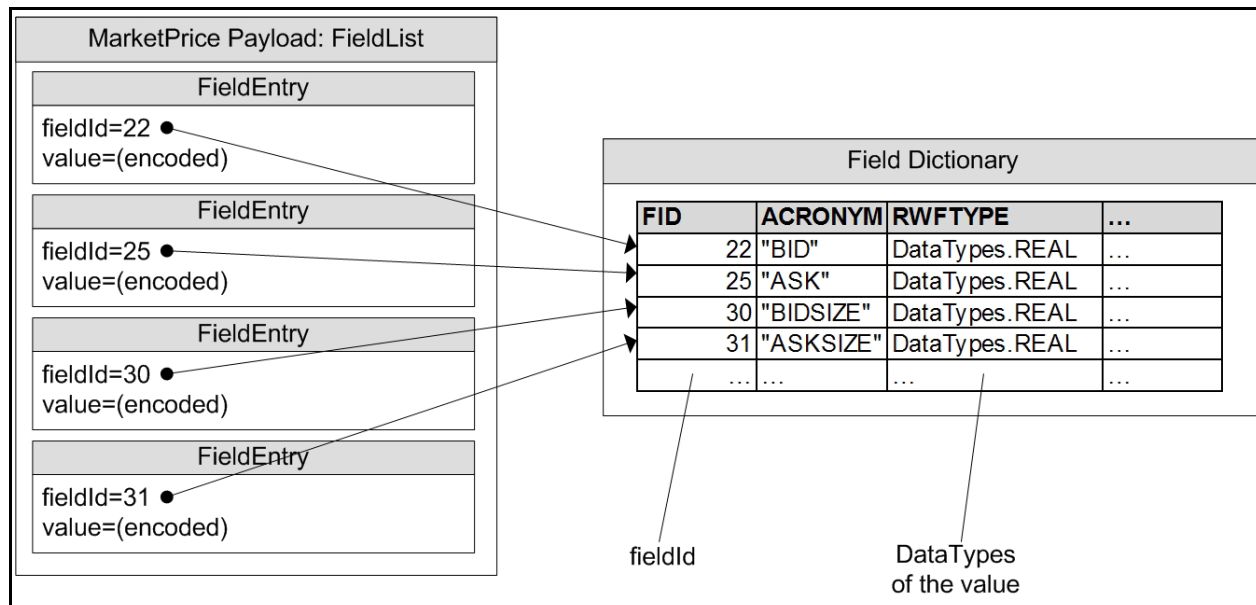 MarketPrice Payload: FieldList
FieldEntry
fieldId=22
value=(encoded)
FieldEntry
fieldId=25
value=(encoded)
FieldEntry
fieldId=30
value=(encoded)
FieldEntry
fieldId=31
value=(encoded)
Field Dictionary
FID ACRONYM RWFTYPE ...
22 "BID" DataTypes.REAL ...
25 "ASK" DataTypes.REAL ...
30 "BIDSIZE" DataTypes.REAL ...
31 "ASKSIZE" DataTypes.REAL ...
... ... ... ...
fieldId
DataTypes
of the value